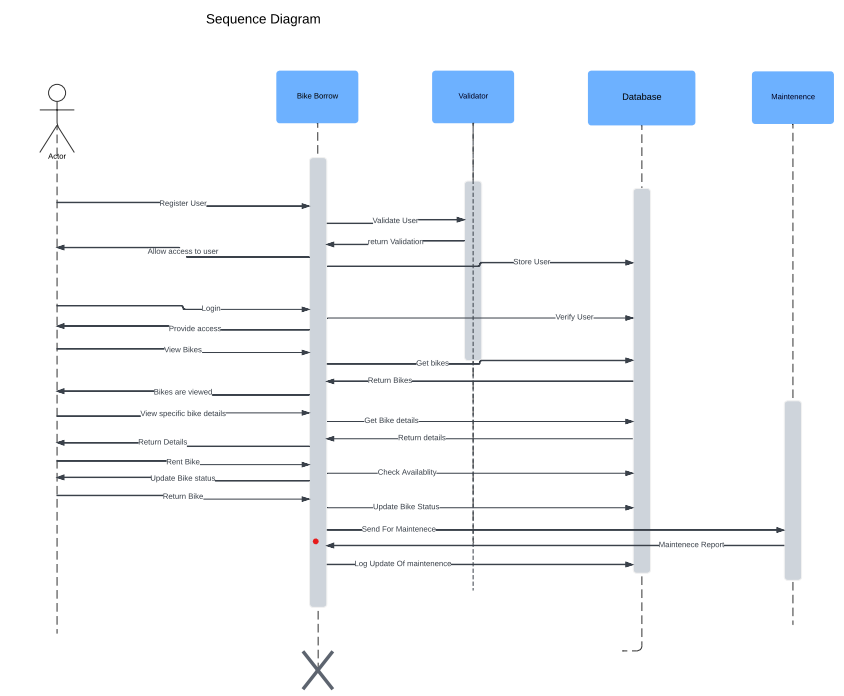 Sequence Diagram
Bike Borrow
Validator
Database
Maintenence
Actor
Register User
Validate User
return Validation
Allow access to user
Store User
Login
Verify User
Provide access
View Bikes
Get bikes
Return Bikes
Bikes are viewed
View specific bike details
Get Bike details
Return details
Return Details
Rent Bike
Check Availablity
Update Bike status
Return Bike
Update Bike Status
Send For Maintenece
Maintenece Report
Log Update Of maintenence